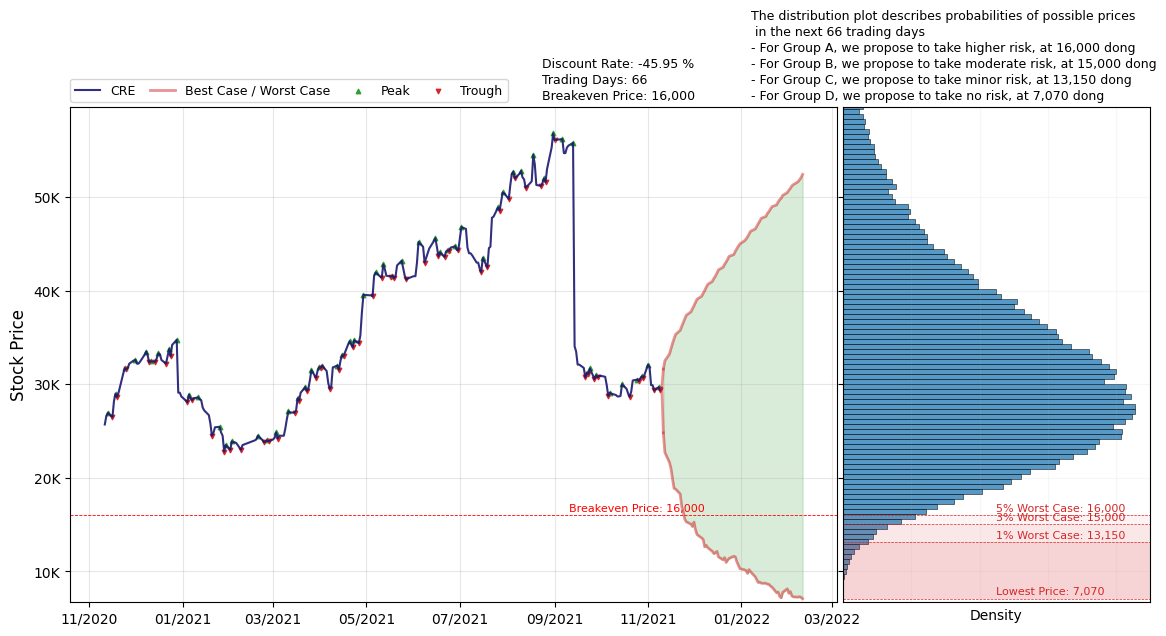 The distribution plot describes probabilities of possible prices
in the next 66 trading days
- For Group A, we propose to take higher risk, at 16,000 dong
- For Group B, we propose to take moderate risk, at 15,000 dong
- For Group C, we propose to take minor risk, at 13,150 dong
- For Group D, we propose to take no risk, at 7,070 dong
Discount Rate: -45.95 %
Trading Days: 66
Breakeven Price: 16,000
CRE
Best Case / Worst Case
Peak
Trough
Stock Price
50K
40K
30K
20K
10K
Breakeven Price: 16,000
11/2020
01/2021
03/2021
05/2021
07/2021
09/2021
11/2021
01/2022
03/2022
5% Worst Case: 16,000
3% Worst Case: 15,000
1% Worst Case: 13,150
Lowest Price: 7,070
Density